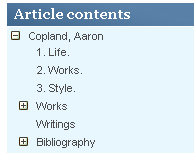 Article contents
Copland, Aaron
1. Life.
2. Works.
3. Style.
Works
Writings
Bibliography